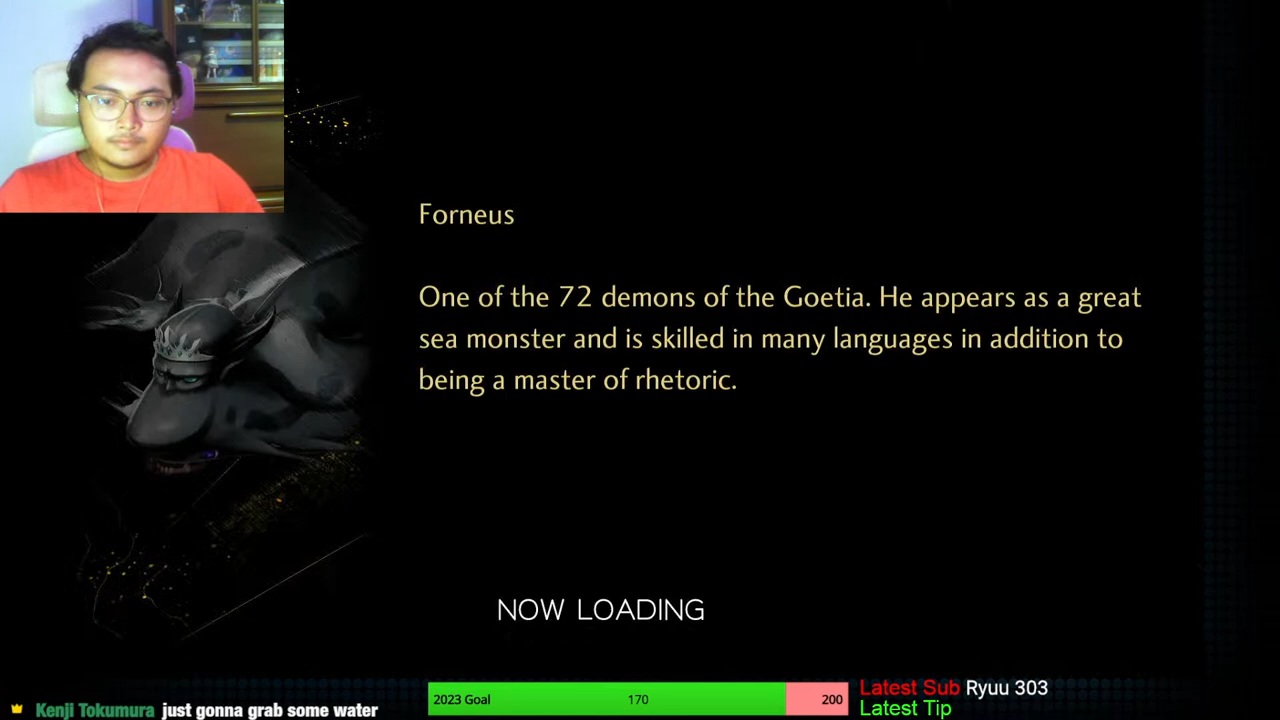 Forneus
One of the 72 demons of the Goetia. He appears as a great
sea monster and is skilled in many languages in addition to
being a master of rhetoric.
NOW LOADING
2023 Goal 170 200
Latest Sub Ryuu 303
Latest Tip
Kenji Tokumura just gonna grab some water